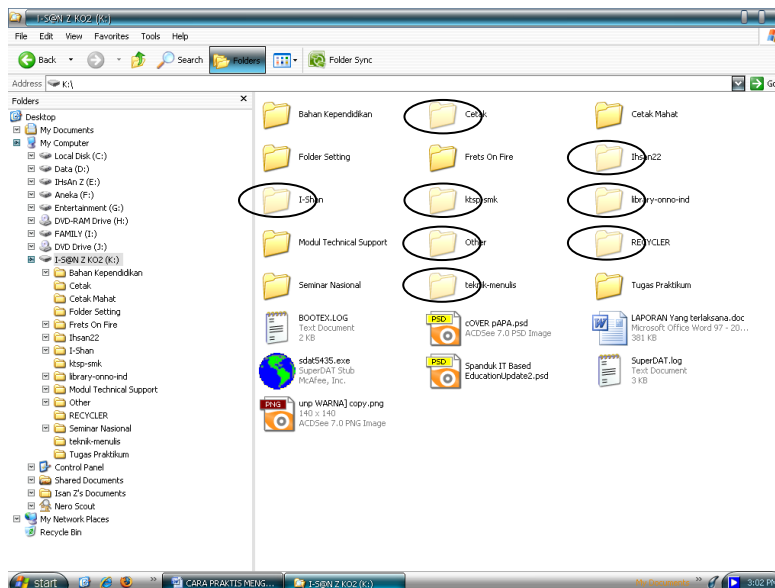 I-S@N Z KO2 (K:)
File Edit View Favorites Tools Help
Back Search Folders Folder Sync
Address K:\ Go
Folders
Desktop
My Documents
My Computer
Local Disk (C:)
Data (D:)
IHsAn Z (E:)
Aneka (F:)
Entertainment (G:)
DVD-RAM Drive (H:)
FAMILY (I:)
DVD Drive (J:)
I-S@N Z KO2 (K:)
Bahan Kependidikan
Cetak
Cetak Mahat
Folder Setting
Frets On Fire
Ihsan22
I-Shan
ktsp-smk
library-onno-ind
Modul Technical Support
Other
RECYCLER
Seminar Nasional
teknik-menulis
Tugas Praktikum
Control Panel
Shared Documents
Isan Z's Documents
Nero Scout
My Network Places
Recycle Bin
Bahan Kependidikan Cetak Cetak Mahat
Folder Setting Frets On Fire Ihsan22
I-Shan ktsp-smk library-onno-ind
Modul Technical Support Other RECYCLER
Seminar Nasional teknik-menulis Tugas Praktikum
BOOTEX.LOG
Text Document
2 KB
cOVER pAPA.psd
ACDSee 7.0 PSD Image
LAPORAN Yang terlaksana.doc
Microsoft Office Word 97 - 20...
381 KB
sdat5435.exe
SuperDAT Stub
McAfee, Inc.
Spanduk IT Based
EducationUpdate2.psd
SuperDAT.log
Text Document
3 KB
unp WARNA] copy.png
140 x 140
ACDSee 7.0 PNG Image
PSD
PSD
PNG
start CARA PRAKTIS MENG... I-S@N Z KO2 (K:) My Documents 3:02 PM